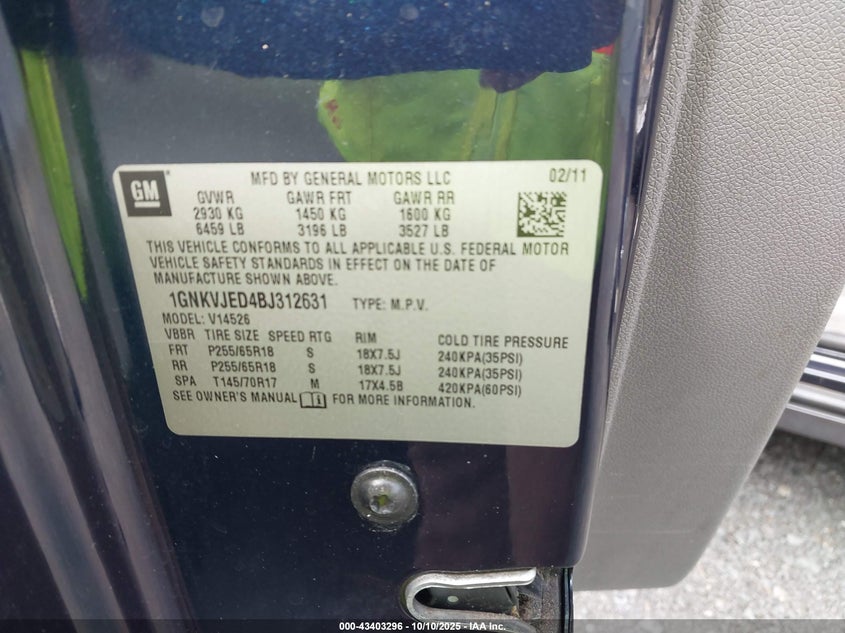 GM
MFD BY GENERAL MOTORS LLC 02/11
GVWR GAWR FRT GAWR RR
2930 KG 1450 KG 1600 KG
6459 LB 3196 LB 3527 LB
THIS VEHICLE CONFORMS TO ALL APPLICABLE U.S. FEDERAL MOTOR
VEHICLE SAFETY STANDARDS IN EFFECT ON THE DATE OF
MANUFACTURE SHOWN ABOVE.
1GNKVJED4BJ312631 TYPE: M.P.V.
MODEL: V14526
VBBR TIRE SIZE SPEED RTG RIM COLD TIRE PRESSURE
FRT P255/65R18 S 18X7.5J 240KPA(35PSI)
RR P255/65R18 S 18X7.5J 240KPA(35PSI)
SPA T145/70R17 M 17X4.5B 420KPA(60PSI)
SEE OWNER'S MANUAL FOR MORE INFORMATION.
000-43403296 - 10/10/2025 - IAA Inc.